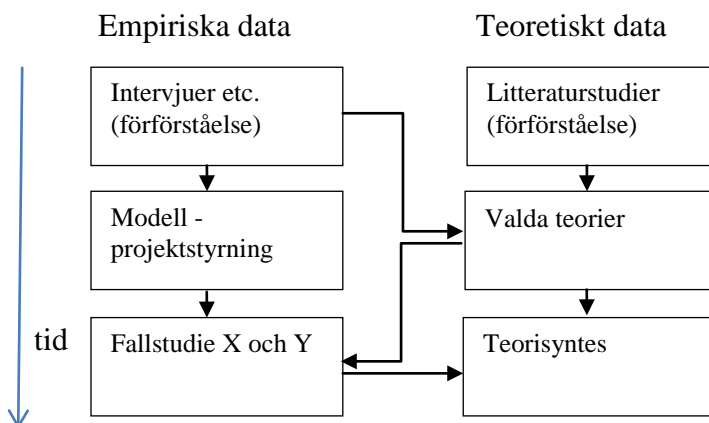 Empiriska data
Teoretiskt data
Intervjuer etc.
(förförståelse)
Litteraturstudier
(förförståelse)
Modell -
projektstyrning
Valda teorier
tid
Fallstudie X och Y
Teorisyntes